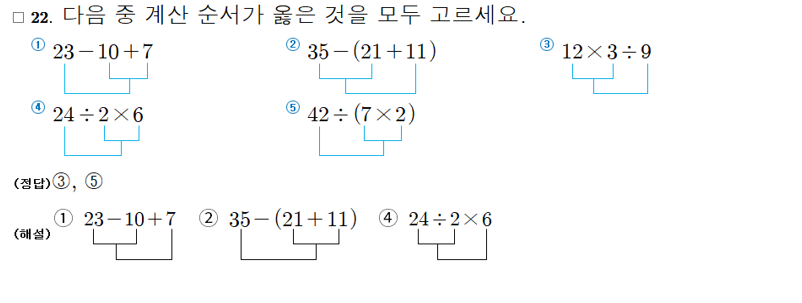 □ 22. 다음 중 계산 순서가 옳은 것을 모두 고르세요.
① 23-10+7 ② 35-(21+11) ③ 12×3÷9
④ 24÷2×6 ⑤ 42÷(7×2)
(정답)③, ⑤
(해설) ① 23-10+7 ② 35-(21+11) ④ 24÷2×6